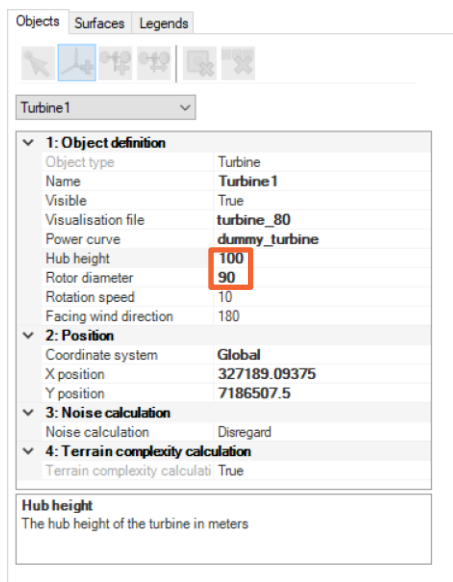 Objects Surfaces Legends
Turbine1
1: Object definition
Object type Turbine
Name Turbine1
Visible True
Visualisation file turbine_80
Power curve dummy_turbine
Hub height 100
Rotor diameter 90
Rotation speed 10
Facing wind direction 180
2: Position
Coordinate system Global
X position 327189.09375
Y position 7186507.5
3: Noise calculation
Noise calculation Disregard
4: Terrain complexity calculation
Terrain complexity calculati True
Hub height
The hub height of the turbine in meters